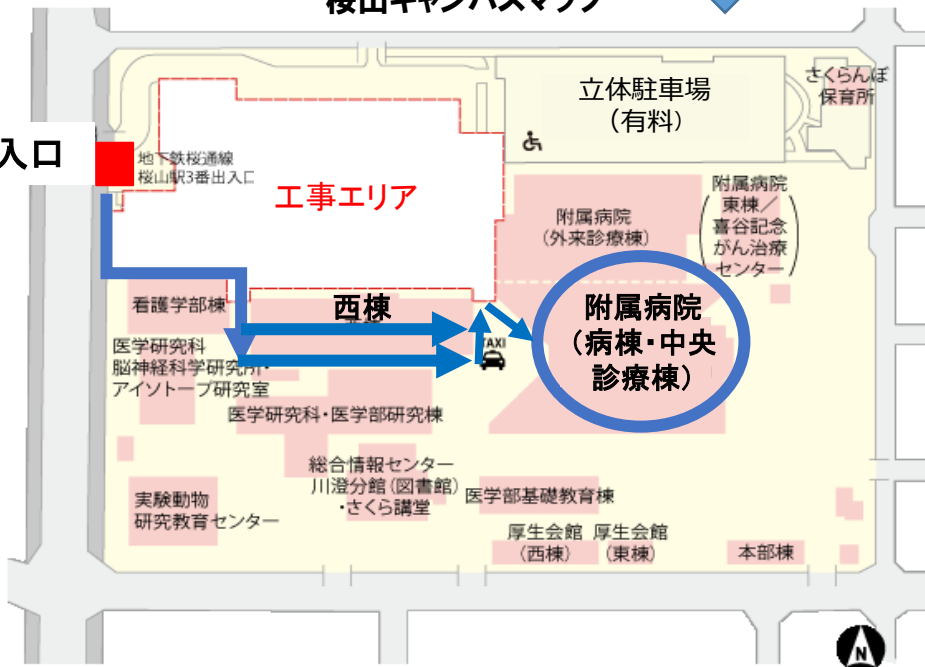 桜山キャンパスマップ
さくらんぼ
保育所
立体駐車場
（有料）
入口
地下鉄桜通線
桜山駅3番出入口
工事エリア
附属病院
（外来診療棟）
附属病院
東棟／
喜谷記念
がん治療
センター
看護学部棟
西棟
附属病院
（病棟・中央
診療棟）
TAXI
医学研究科
脳神経科学研究所・
アイソトープ研究室
医学研究科・医学部研究棟
総合情報センター
川澄分館（図書館）
・さくら講堂
医学部基礎教育棟
実験動物
研究教育センター
厚生会館
（西棟）
厚生会館
（東棟）
本部棟
N